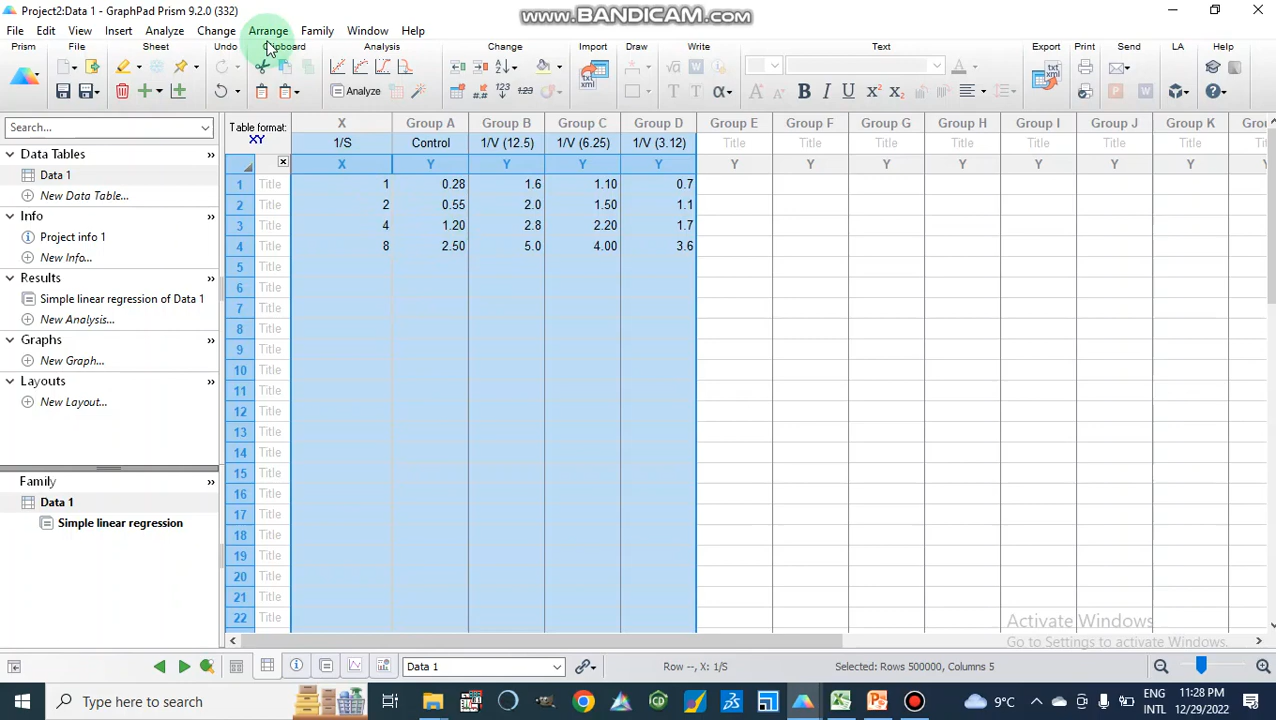 Project2:Data 1 - GraphPad Prism 9.2.0 (332)
www.BANDICAM.com
File Edit View Insert Analyze Change Arrange Family Window Help
Prism File Sheet Undo Clipboard Analysis Change Import Draw Write Text Export Print Send LA Help
Analyze
Search...
Data Tables
Data 1
New Data Table...
Info
Project info 1
New Info...
Results
Simple linear regression of Data 1
New Analysis...
Graphs
New Graph...
Layouts
New Layout...
Family
Data 1
Simple linear regression
Table format: X Group A Group B Group C Group D Group E Group F Group G Group H Group I Group J Group K
XY 1/S Control 1/V (12.5) 1/V (6.25) 1/V (3.12) Title Title Title Title Title Title Title
X Y Y Y Y Y Y Y Y Y Y Y
1 Title 1 0.28 1.6 1.10 0.7
2 Title 2 0.55 2.0 1.50 1.1
3 Title 4 1.20 2.8 2.20 1.7
4 Title 8 2.50 5.0 4.00 3.6
5 Title
6 Title
7 Title
8 Title
9 Title
10 Title
11 Title
12 Title
13 Title
14 Title
15 Title
16 Title
17 Title
18 Title
19 Title
20 Title
21 Title
22 Title
Activate Windows
Go to Settings to activate Windows.
Data 1 Row --, X: 1/S Selected: Rows 500000, Columns 5
Type here to search 9°C ENG INTL 11:28 PM 12/29/2022